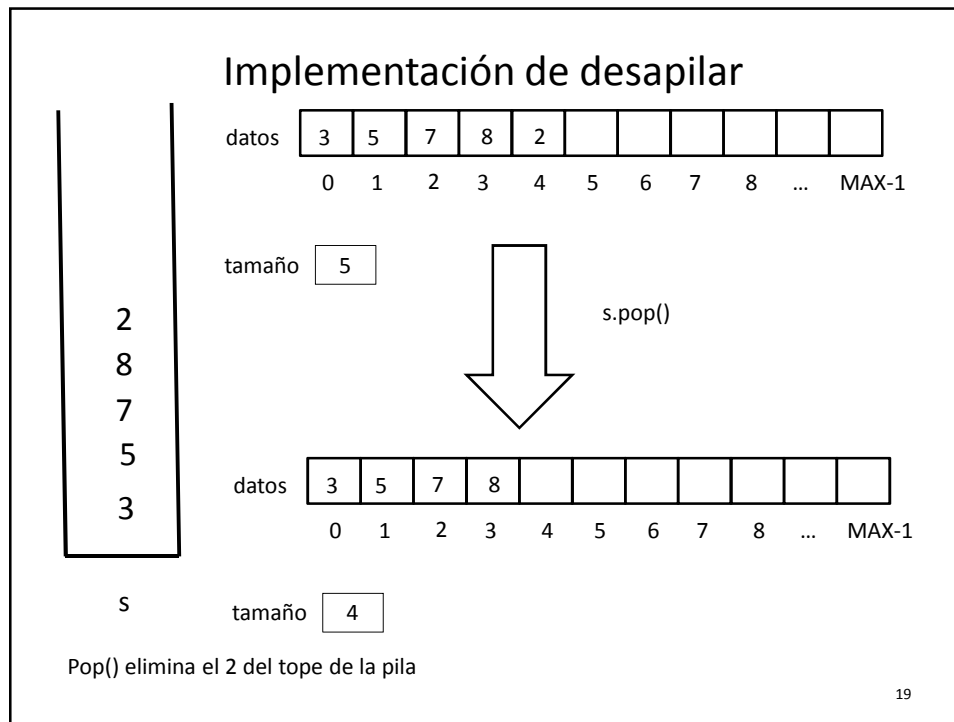 Implementación de desapilar
datos 3 5 7 8 2
0 1 2 3 4 5 6 7 8 ... MAX-1
tamaño 5
s.pop()
2
8
7
5
3
s
datos 3 5 7 8
0 1 2 3 4 5 6 7 8 ... MAX-1
tamaño 4
Pop() elimina el 2 del tope de la pila
19